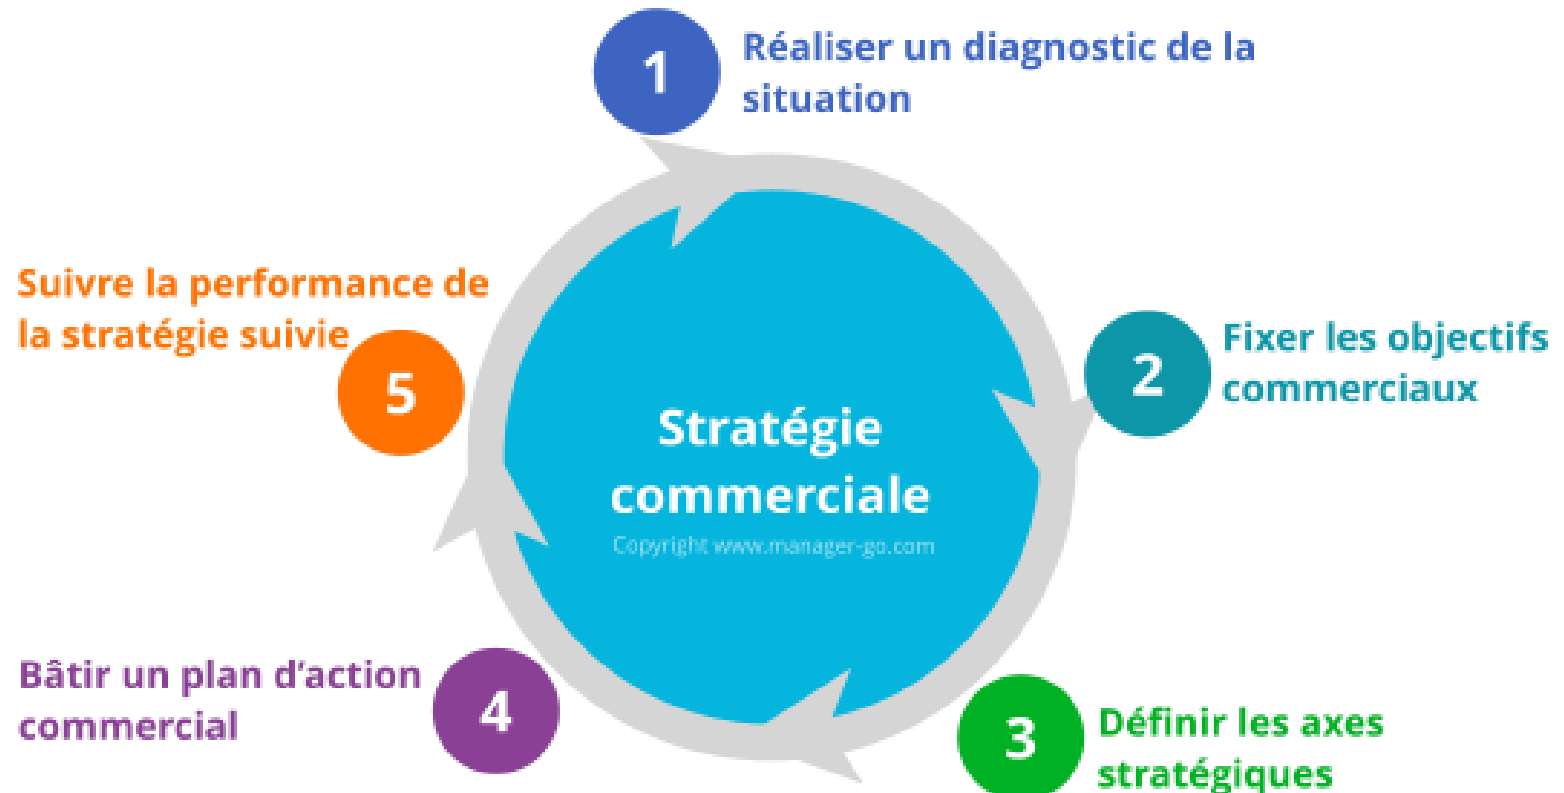 1
Réaliser un diagnostic de la
situation
2
Fixer les objectifs
commerciaux
3
Définir les axes
stratégiques
4
Bâtir un plan d'action
commercial
5
Suivre la performance de
la stratégie suivie
Stratégie
commerciale
Copyright www.manager-go.com